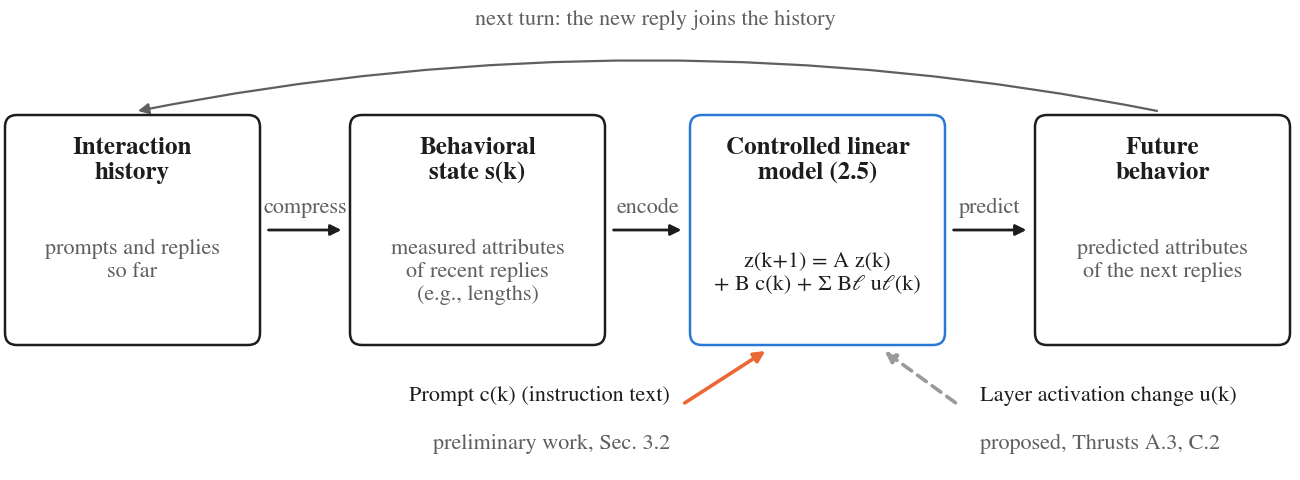 next turn: the new reply joins the history
Interaction
history
prompts and replies
so far
compress
Behavioral
state s(k)
measured attributes
of recent replies
(e.g., lengths)
encode
Controlled linear
model (2.5)
z(k+1) = A z(k)
+ B c(k) + Σ Bℓ uℓ(k)
predict
Future
behavior
predicted attributes
of the next replies
Prompt c(k) (instruction text)
preliminary work, Sec. 3.2
Layer activation change u(k)
proposed, Thrusts A.3, C.2